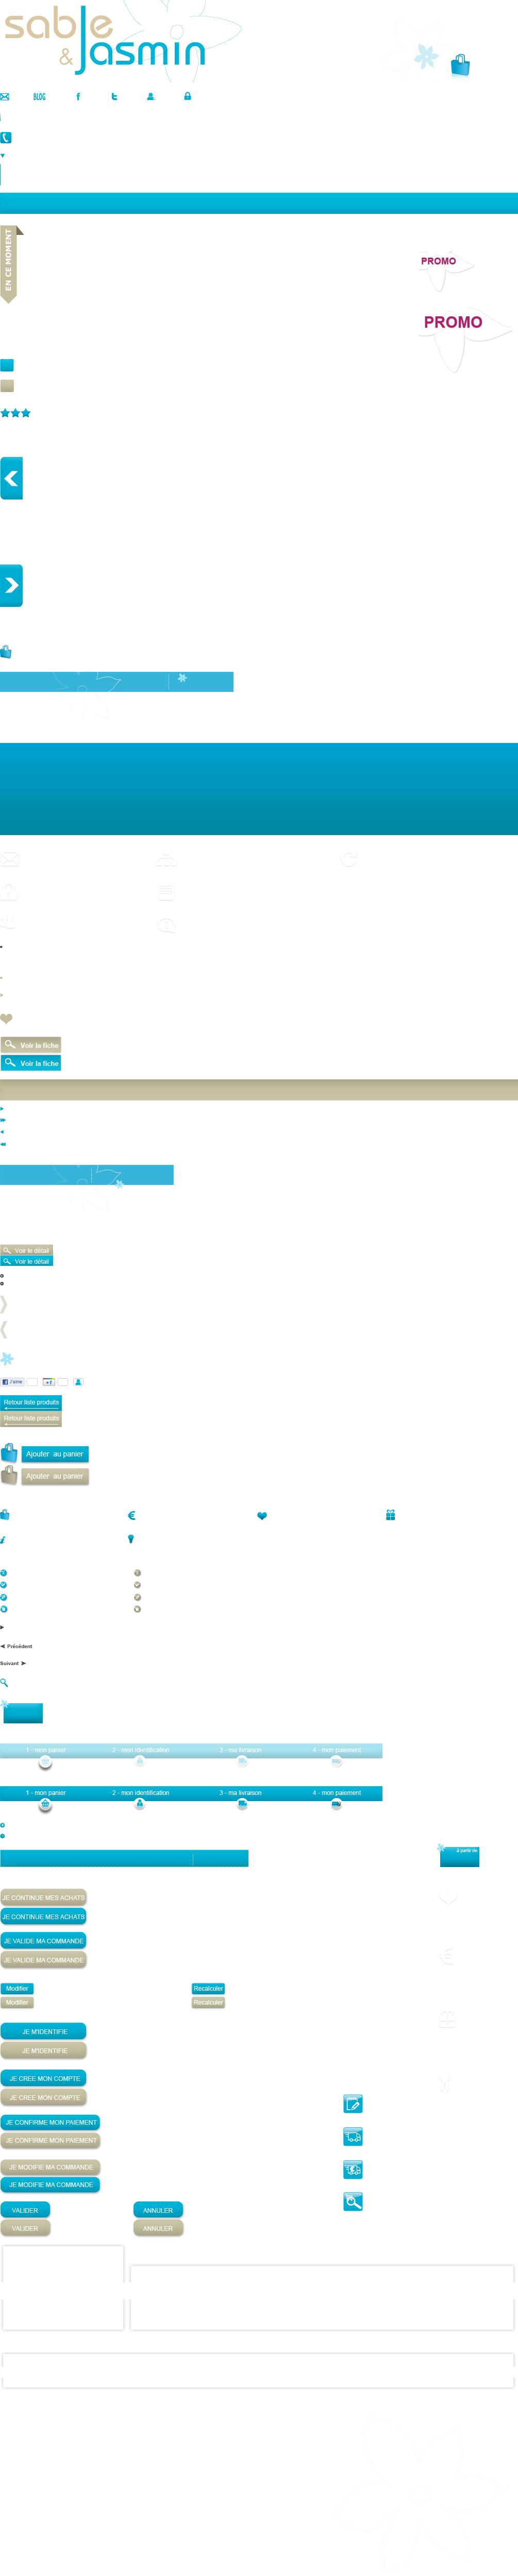 sable
& Jasmin
BLOG
EN CE MOMENT
PROMO
PROMO
Voir la fiche
Voir la fiche
Voir le détail
Voir le détail
J'aime
+1
Retour liste produits
Retour liste produits
Ajouter au panier
Ajouter au panier
Précédent
Suivant
1 - mon panier 2 - mon identification 3 - ma livraison 4 - mon paiement
1 - mon panier 2 - mon identification 3 - ma livraison 4 - mon paiement
à partir de
JE CONTINUE MES ACHATS
JE CONTINUE MES ACHATS
JE VALIDE MA COMMANDE
JE VALIDE MA COMMANDE
Modifier Recalculer
Modifier Recalculer
JE M'IDENTIFIE
JE M'IDENTIFIE
JE CREE MON COMPTE
JE CREE MON COMPTE
JE CONFIRME MON PAIEMENT
JE CONFIRME MON PAIEMENT
JE MODIFIE MA COMMANDE
JE MODIFIE MA COMMANDE
VALIDER ANNULER
VALIDER ANNULER